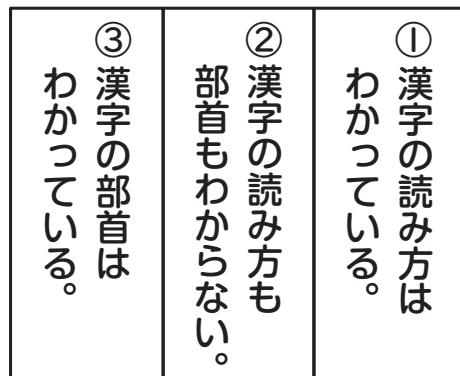 ①漢字の読み方は
わかっている。
②漢字の読み方も
部首もわからない。
③漢字の部首は
わかっている。